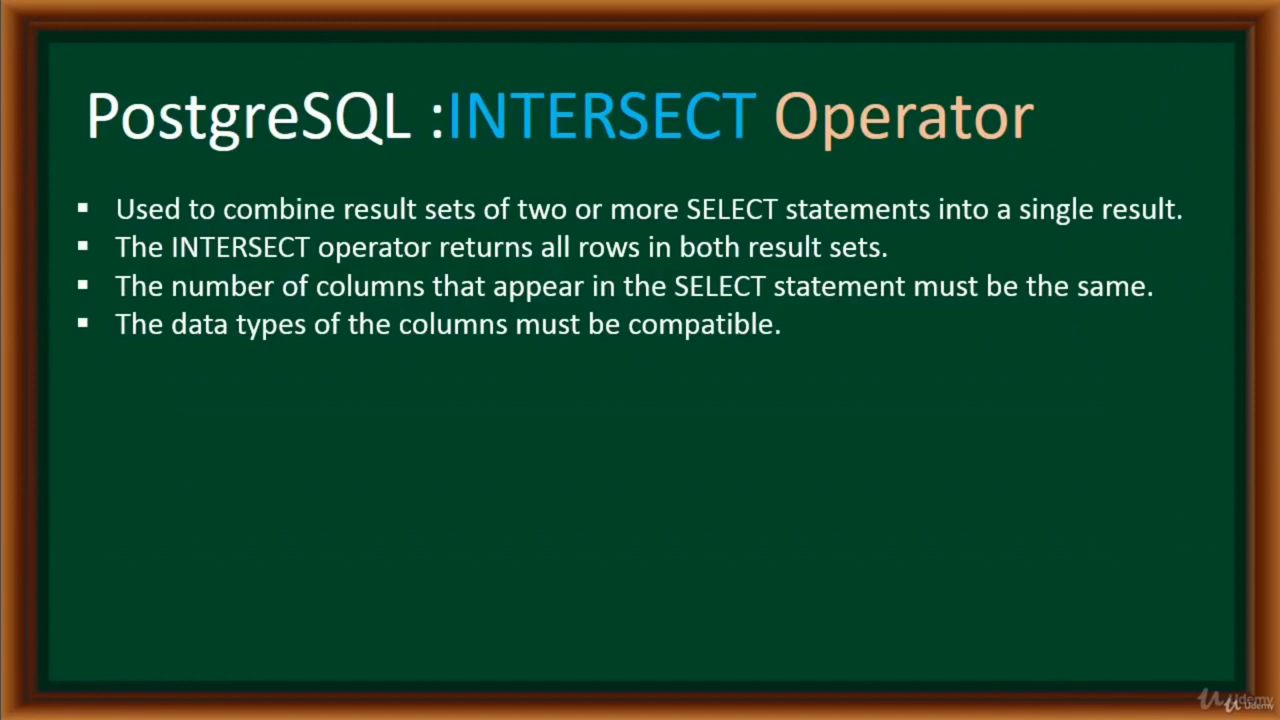 PostgreSQL :INTERSECT Operator
▪ Used to combine result sets of two or more SELECT statements into a single result.
▪ The INTERSECT operator returns all rows in both result sets.
▪ The number of columns that appear in the SELECT statement must be the same.
▪ The data types of the columns must be compatible.
Udemy
Udemy